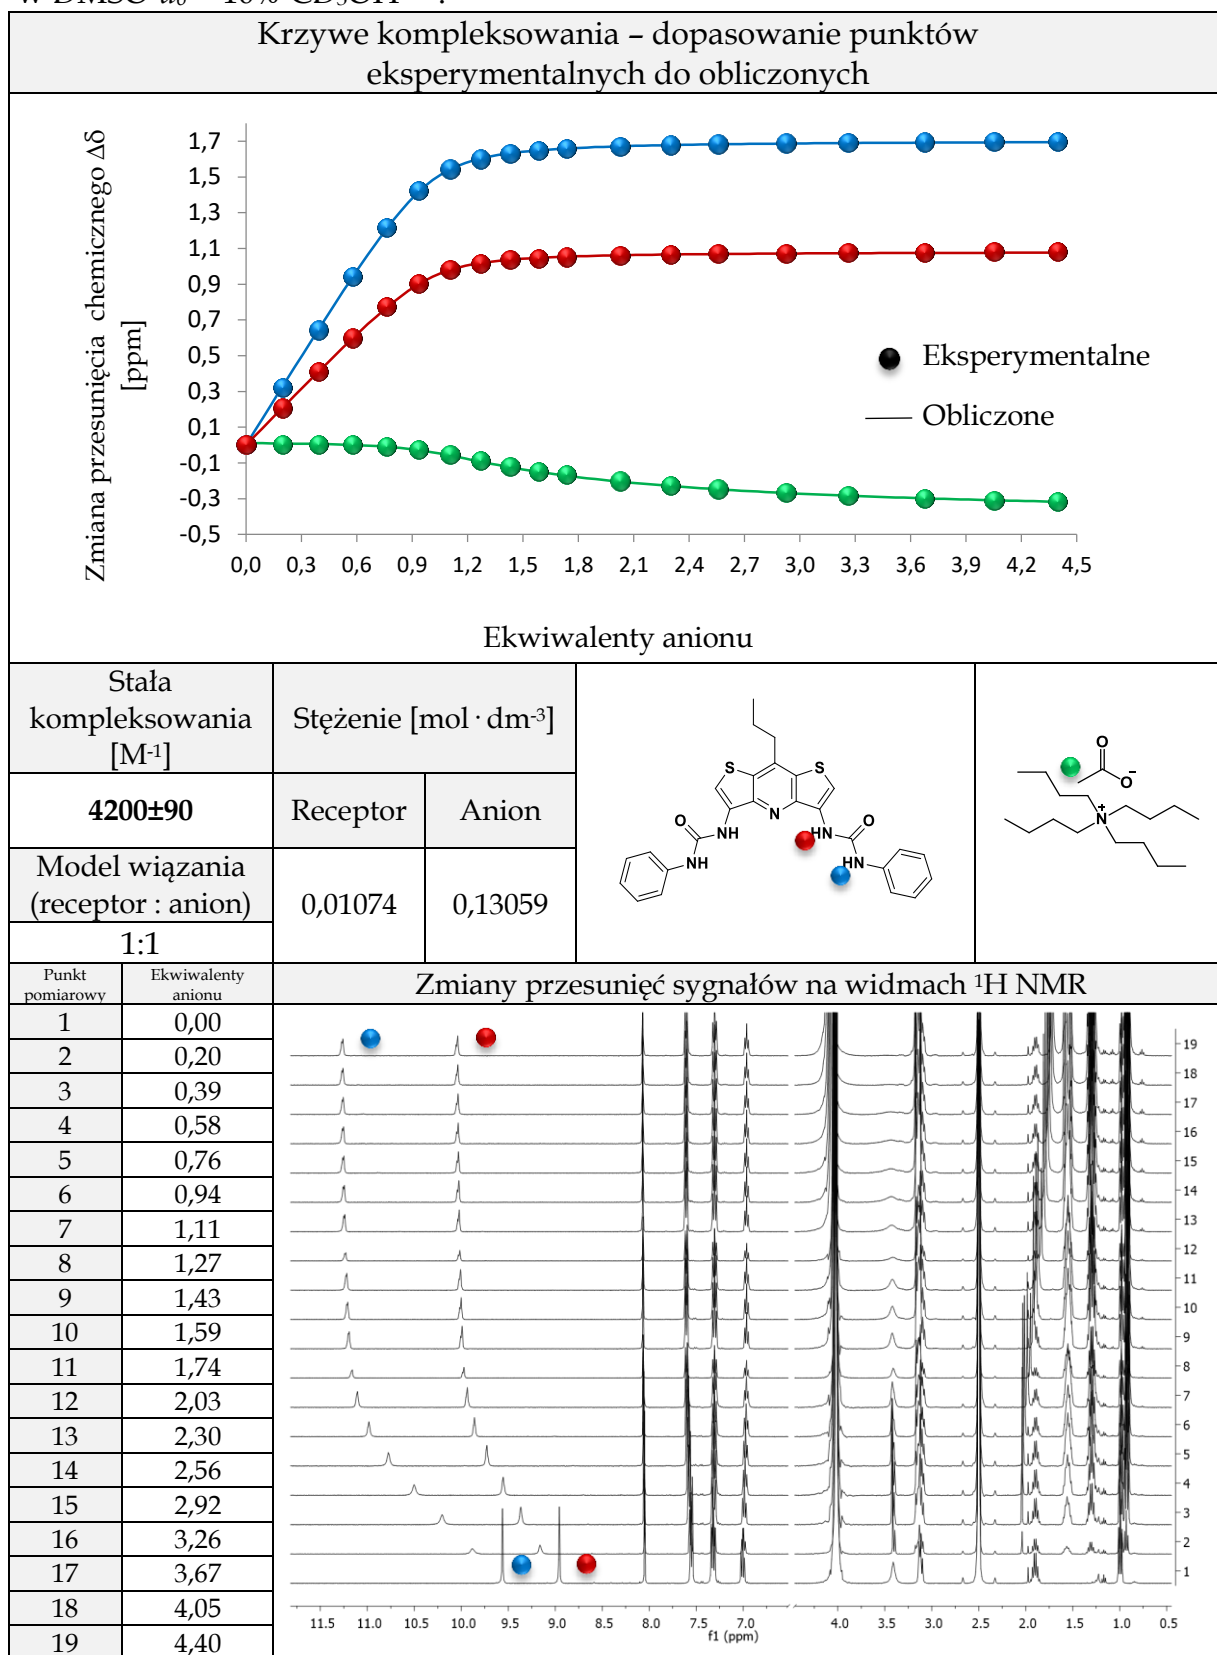 w DMSO-d₆ + 10% CD₃OH
Krzywe kompleksowania – dopasowanie punktów
eksperymentalnych do obliczonych
Zmiana przesunięcia chemicznego Δδ
[ppm]
1,7
1,5
1,3
1,1
0,9
0,7
0,5
0,3
0,1
-0,1
-0,3
-0,5
Eksperymentalne
Obliczone
0,0 0,3 0,6 0,9 1,2 1,5 1,8 2,1 2,4 2,7 3,0 3,3 3,6 3,9 4,2 4,5
Ekwiwalenty anionu
Stała
kompleksowania
[M⁻¹]
4200±90
Model wiązania
(receptor : anion)
1:1
Stężenie [mol · dm⁻³]
Receptor Anion
0,01074 0,13059
S S
N
O NH HN O
NH HN
O
O⁻
N⁺
Punkt
pomiarowy
Ekwiwalenty
anionu
Zmiany przesunięć sygnałów na widmach ¹H NMR
1 0,00
2 0,20
3 0,39
4 0,58
5 0,76
6 0,94
7 1,11
8 1,27
9 1,43
10 1,59
11 1,74
12 2,03
13 2,30
14 2,56
15 2,92
16 3,26
17 3,67
18 4,05
19 4,40
19
18
17
16
15
14
13
12
11
10
9
8
7
6
5
4
3
2
1
11.5 11.0 10.5 10.0 9.5 9.0 8.5 8.0 7.5 7.0 4.0 3.5 3.0 2.5 2.0 1.5 1.0 0.5
f1 (ppm)